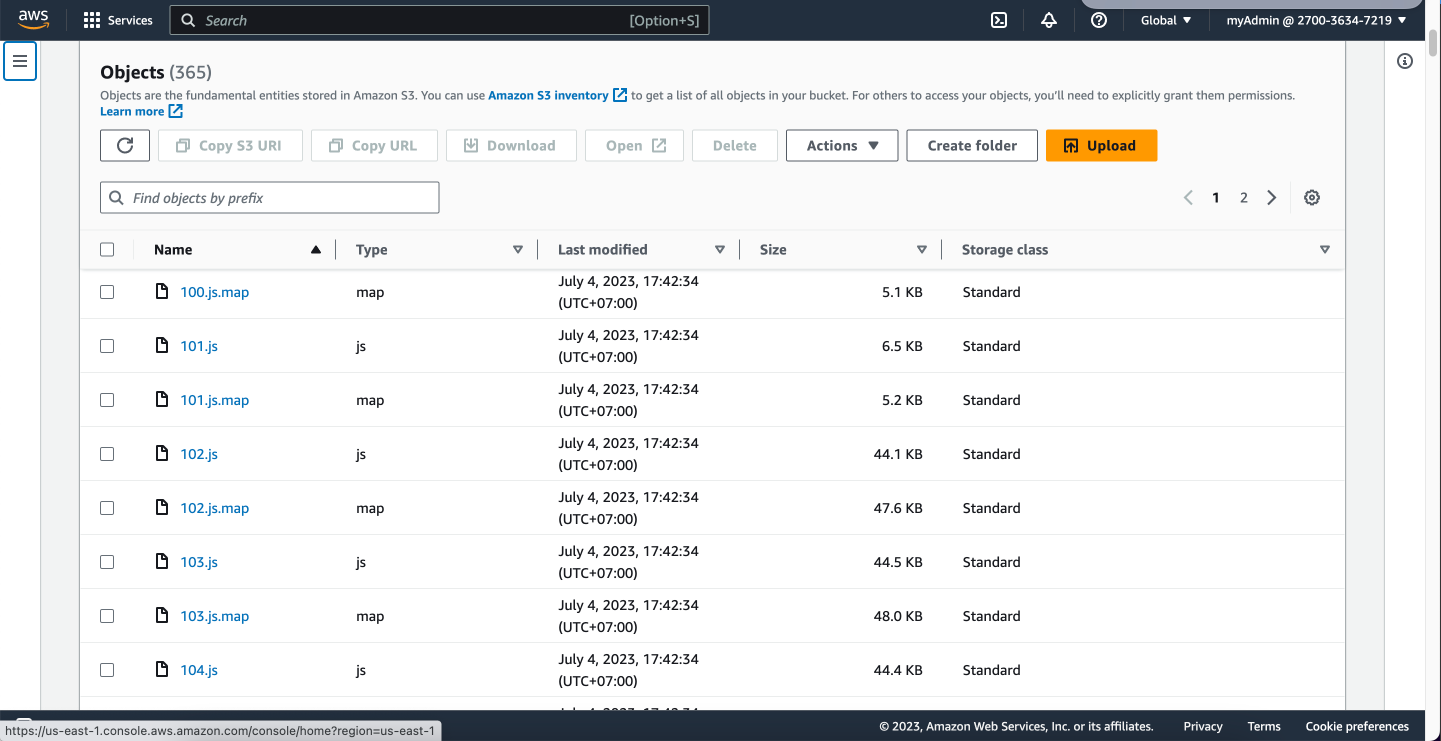 aws
Services
Search
[Option+S]
Global
myAdmin @ 2700-3634-7219
Objects (365)
Objects are the fundamental entities stored in Amazon S3. You can use Amazon S3 inventory to get a list of all objects in your bucket. For others to access your objects, you'll need to explicitly grant them permissions.
Learn more
Copy S3 URI
Copy URL
Download
Open
Delete
Actions
Create folder
Upload
Find objects by prefix
1
2
Name
Type
Last modified
Size
Storage class
100.js.map
map
July 4, 2023, 17:42:34
(UTC+07:00)
5.1 KB
Standard
101.js
js
July 4, 2023, 17:42:34
(UTC+07:00)
6.5 KB
Standard
101.js.map
map
July 4, 2023, 17:42:34
(UTC+07:00)
5.2 KB
Standard
102.js
js
July 4, 2023, 17:42:34
(UTC+07:00)
44.1 KB
Standard
102.js.map
map
July 4, 2023, 17:42:34
(UTC+07:00)
47.6 KB
Standard
103.js
js
July 4, 2023, 17:42:34
(UTC+07:00)
44.5 KB
Standard
103.js.map
map
July 4, 2023, 17:42:34
(UTC+07:00)
48.0 KB
Standard
104.js
js
July 4, 2023, 17:42:34
(UTC+07:00)
44.4 KB
Standard
https://us-east-1.console.aws.amazon.com/console/home?region=us-east-1
© 2023, Amazon Web Services, Inc. or its affiliates.
Privacy
Terms
Cookie preferences